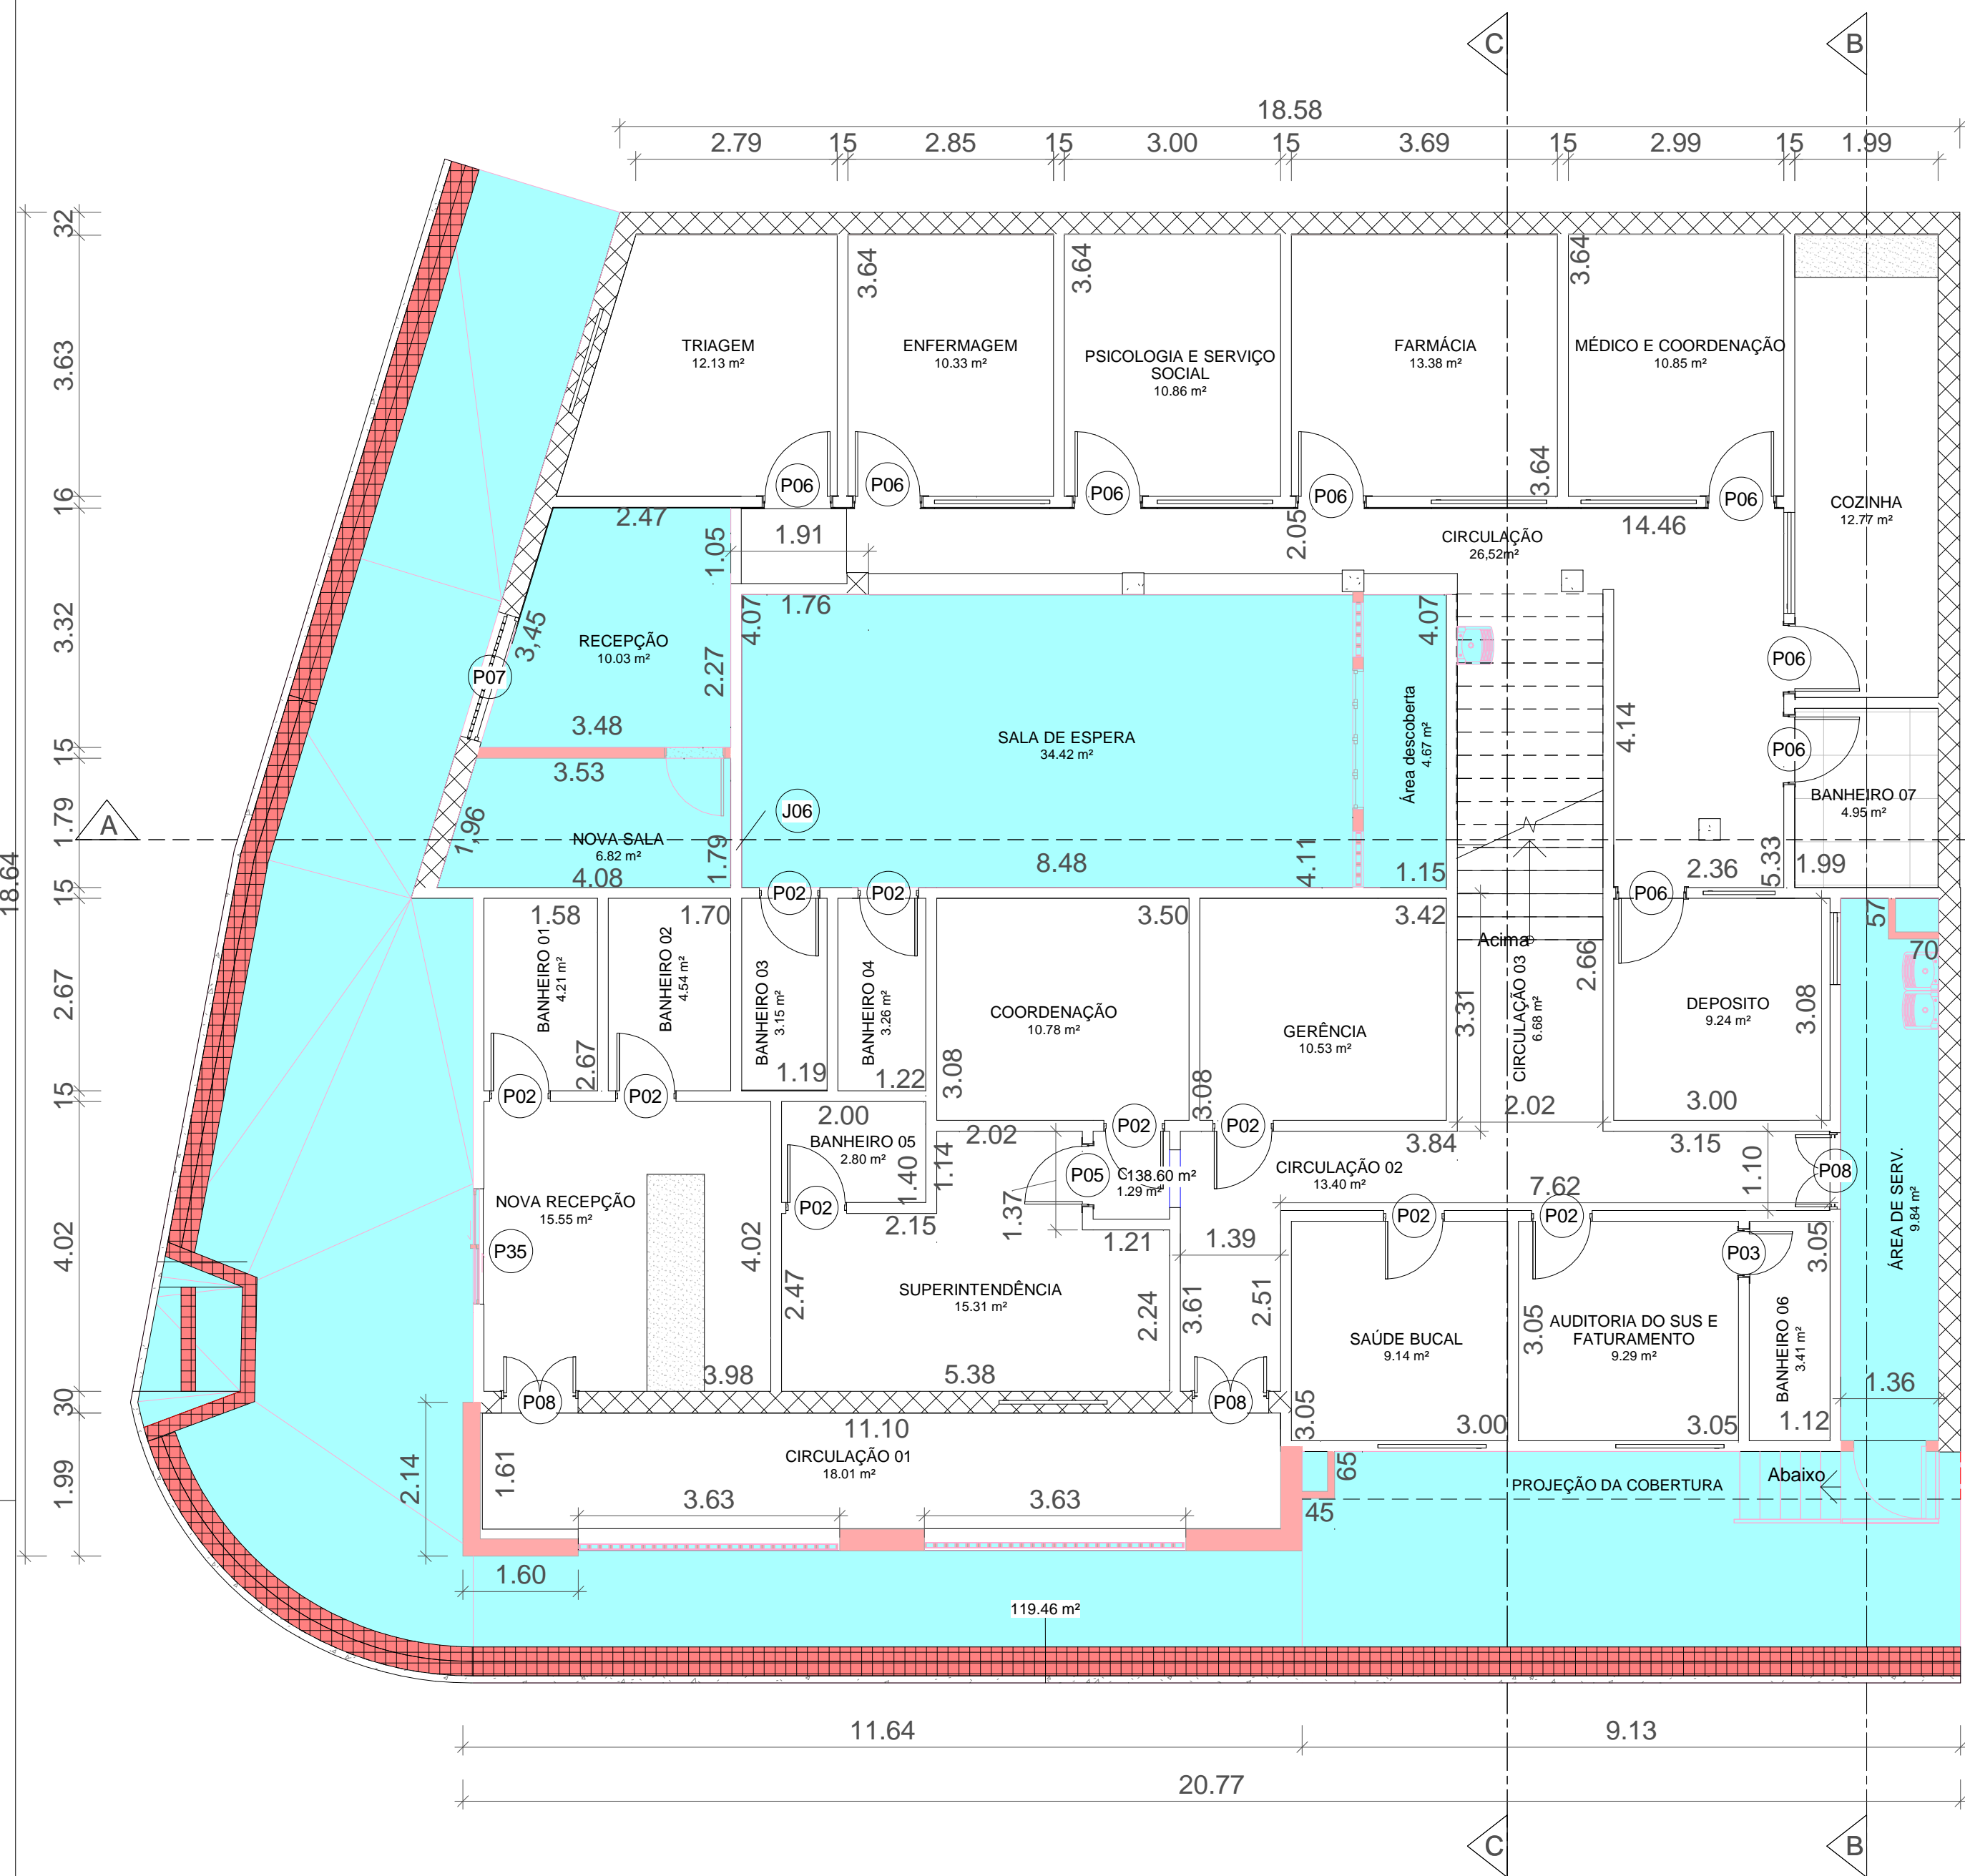 C
B
18.58
2.79
15
2.85
15
3.00
15
3.69
15
2.99
15
1.99
32
3.63
16
3.32
15
1.79
15
2.67
15
4.02
30
1.99
18.64
A
TRIAGEM
12.13 m²
3.64
ENFERMAGEM
10.33 m²
3.64
PSICOLOGIA E SERVIÇO
SOCIAL
10.86 m²
FARMÁCIA
13.38 m²
3.64
3.64
MÉDICO E COORDENAÇÃO
10.85 m²
COZINHA
12.77 m²
P06
P06
P06
P06
P06
2.47
1.05
1.91
2.05
CIRCULAÇÃO
26,52m²
14.46
1.76
4.07
4.07
3,45
RECEPÇÃO
10.03 m²
2.27
P07
3.48
3.53
P06
P06
SALA DE ESPERA
34.42 m²
Área descoberta
4.67 m²
4.14
J06
1,96
NOVA SALA
6.82 m²
4.08
1.79
8.48
4.11
1.15
BANHEIRO 07
4.95 m²
2.36
5.33
1.99
P02
P02
P06
1.58
1.70
BANHEIRO 01
4.21 m²
BANHEIRO 02
4.54 m²
BANHEIRO 03
3.15 m²
BANHEIRO 04
3.26 m²
3.50
3.42
57
70
Acima
2.66
COORDENAÇÃO
10.78 m²
GERÊNCIA
10.53 m²
3.31
CIRCULAÇÃO 03
6.68 m²
DEPOSITO
9.24 m²
3.08
2.67
1.19
1.22
3.08
3.08
2.02
3.00
P02
P02
P02
P02
2.00
BANHEIRO 05
2.80 m²
1.40
1.14
2.02
3.84
3.15
P05
C138.60 m²
1.29 m²
CIRCULAÇÃO 02
13.40 m²
1.10
P08
7.62
NOVA RECEPÇÃO
15.55 m²
P02
2.15
1.37
P02
P02
1.21
1.39
P35
4.02
P03
3.05
ÁREA DE SERV.
9.84 m²
2.47
SUPERINTENDÊNCIA
15.31 m²
2.24
3.61
2.51
SAÚDE BUCAL
9.14 m²
3.05
AUDITORIA DO SUS E
FATURAMENTO
9.29 m²
BANHEIRO 06
3.41 m²
3.98
5.38
1.36
P08
P08
3.05
3.00
3.05
1.12
11.10
CIRCULAÇÃO 01
18.01 m²
2.14
1.61
3.63
3.63
65
45
PROJEÇÃO DA COBERTURA
Abaixo
1.60
119.46 m²
11.64
9.13
20.77
C
B